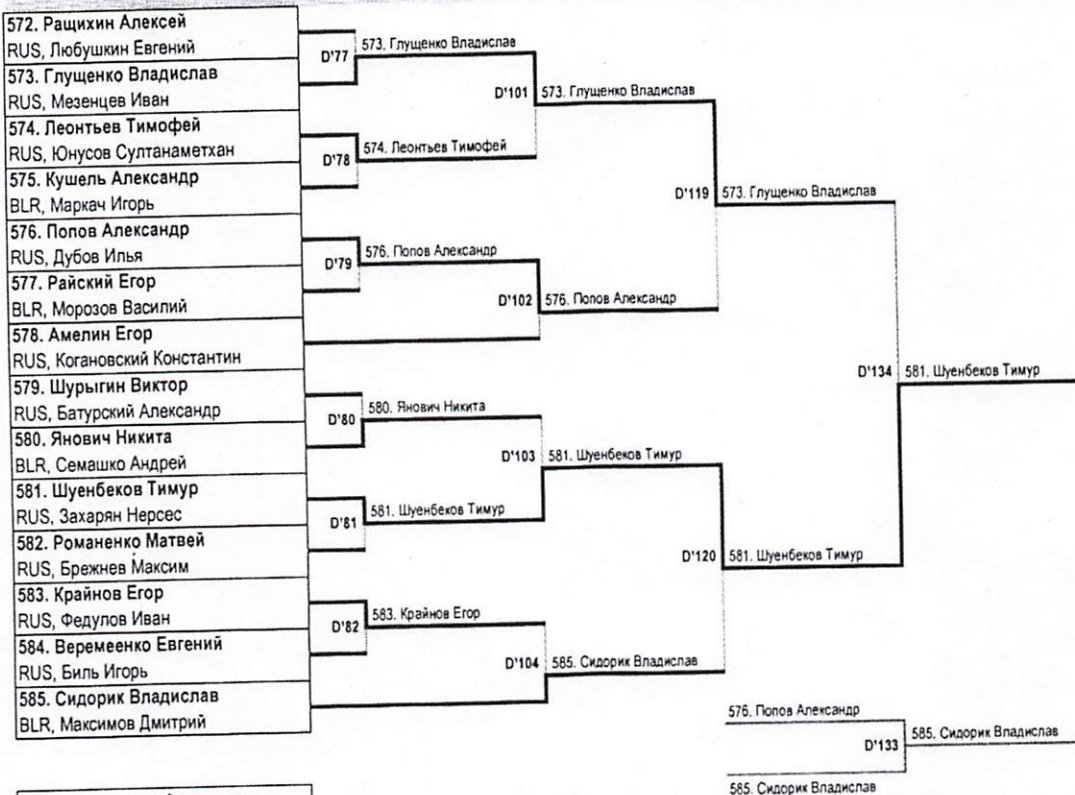 572. Ращихин Алексей
RUS, Любушкин Евгений
573. Глущенко Владислав
RUS, Мезенцев Иван
574. Леонтьев Тимофей
RUS, Юнусов Султанаметхан
575. Кушель Александр
BLR, Маркач Игорь
576. Попов Александр
RUS, Дубов Илья
577. Райский Егор
BLR, Морозов Василий
578. Амелин Егор
RUS, Когановский Константин
579. Шурыгин Виктор
RUS, Батурский Александр
580. Янович Никита
BLR, Семашко Андрей
581. Шуенбеков Тимур
RUS, Захарян Нерсес
582. Романенко Матвей
RUS, Брежнев Максим
583. Крайнов Егор
RUS, Федулов Иван
584. Веремеенко Евгений
RUS, Биль Игорь
585. Сидорик Владислав
BLR, Максимов Дмитрий
D'77
573. Глущенко Владислав
D'78
574. Леонтьев Тимофей
D'79
576. Попов Александр
D'80
580. Янович Никита
D'81
581. Шуенбеков Тимур
D'82
583. Крайнов Егор
D'101
573. Глущенко Владислав
D'102
576. Попов Александр
D'103
581. Шуенбеков Тимур
D'104
585. Сидорик Владислав
D'119
573. Глущенко Владислав
D'120
581. Шуенбеков Тимур
D'134
581. Шуенбеков Тимур
576. Попов Александр
D'133
585. Сидорик Владислав
585. Сидорик Владислав